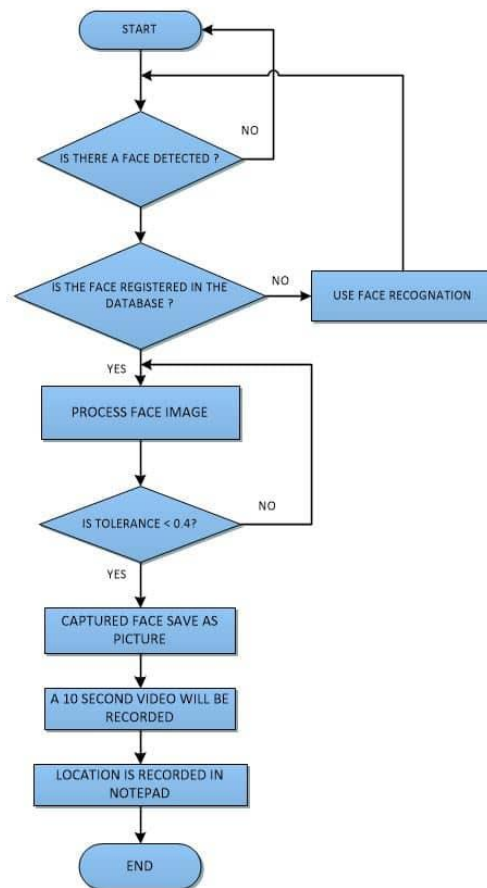 START
NO
IS THERE A FACE DETECTED ?
IS THE FACE REGISTERED IN THE
DATABASE ?
NO
USE FACE RECOGNATION
YES
PROCESS FACE IMAGE
IS TOLERANCE < 0.4?
NO
YES
CAPTURED FACE SAVE AS
PICTURE
A 10 SECOND VIDEO WILL BE
RECORDED
LOCATION IS RECORDED IN
NOTEPAD
END